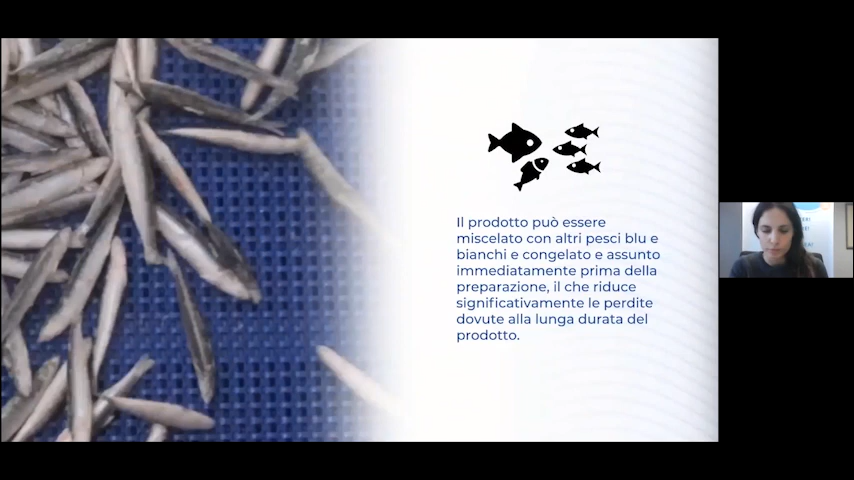 Il prodotto può essere
miscelato con altri pesci blu e
bianchi e congelato e assunto
immediatamente prima della
preparazione, il che riduce
significativamente le perdite
dovute alla lunga durata del
prodotto.